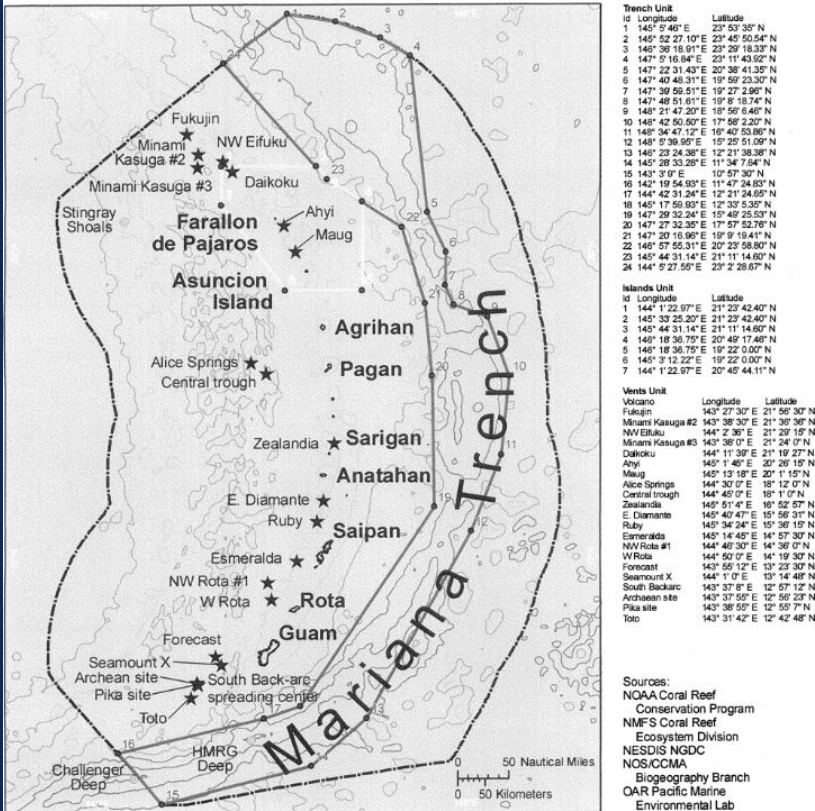 1
2
3
4
24
Fukujin
Minami
Kasuga #2
NW Eifuku
Minami Kasuga #3
Daikoku
23
Stingray
Shoals
Farallon
de Pajaros
Ahyi
Maug
22
5
6
Asuncion
Island
7
8
9
21
Agrihan
Alice Springs
Central trough
Pagan
20
10
Zealandia
Sarigan
11
Anatahan
E. Diamante
19
Ruby
Saipan
12
Esmeralda
NW Rota #1
W Rota
Rota
Guam
Forecast
Seamount X
Archean site
Pika site
South Back-arc
spreading center
Toto
17
13
16
HMRG
Deep
Challenger
Deep
15
Mariana Trench
0 50 Nautical Miles
0 50 Kilometers
Trench Unit
Id Longitude Latitude
1 145° 5' 46" E 23° 53' 35" N
2 145° 52' 27.10" E 23° 45' 50.54" N
3 146° 36' 18.91" E 23° 29' 18.33" N
4 147° 5' 16.84" E 23° 11' 43.92" N
5 147° 22' 31.43" E 20° 38' 41.35" N
6 147° 40' 48.31" E 19° 59' 23.30" N
7 147° 39' 59.51" E 19° 27' 2.96" N
8 147° 48' 51.61" E 19° 8' 18.74" N
9 148° 21' 47.20" E 18° 56' 6.46" N
10 148° 42' 50.50" E 17° 58' 2.20" N
11 148° 34' 47.12" E 16° 40' 53.86" N
12 148° 5' 39.95" E 15° 25' 51.09" N
13 146° 23' 24.38" E 12° 21' 38.38" N
14 145° 28' 33.28" E 11° 34' 7.64" N
15 143° 3' 9" E 10° 57' 30" N
16 142° 19' 54.93" E 11° 47' 24.83" N
17 144° 42' 31.24" E 12° 21' 24.65" N
18 145° 17' 59.93" E 12° 33' 5.35" N
19 147° 29' 32.24" E 15° 49' 25.53" N
20 147° 27' 32.35" E 17° 57' 52.76" N
21 147° 20' 16.96" E 19° 9' 19.41" N
22 146° 57' 55.31" E 20° 23' 58.80" N
23 145° 44' 31.14" E 21° 11' 14.60" N
24 144° 5' 27.55" E 23° 2' 28.67" N
Islands Unit
Id Longitude Latitude
1 144° 1' 22.97" E 21° 23' 42.40" N
2 145° 33' 25.20" E 21° 23' 42.40" N
3 145° 44' 31.14" E 21° 11' 14.60" N
4 146° 18' 36.75" E 20° 49' 17.46" N
5 146° 18' 36.75" E 19° 22' 0.00" N
6 145° 3' 12.22" E 19° 22' 0.00" N
7 144° 1' 22.97" E 20° 45' 44.11" N
Vents Unit
Volcano Longitude Latitude
Fukujin 143° 27' 30" E 21° 56' 30" N
Minami Kasuga #2 143° 38' 30" E 21° 36' 36" N
NW Eifuku 144° 2' 36" E 21° 29' 15" N
Minami Kasuga #3 143° 38' 0" E 21° 24' 0" N
Daikoku 144° 11' 39" E 21° 19' 27" N
Ahyi 145° 1' 45" E 20° 26' 15" N
Maug 145° 13' 18" E 20° 1' 15" N
Alice Springs 144° 30' 0" E 18° 12' 0" N
Central trough 144° 45' 0" E 18° 1' 0" N
Zealandia 145° 51' 4" E 16° 52' 57" N
E. Diamante 145° 40' 47" E 15° 56' 31" N
Ruby 145° 34' 24" E 15° 36' 15" N
Esmeralda 145° 14' 45" E 14° 57' 30" N
NW Rota #1 144° 46' 30" E 14° 36' 0" N
W Rota 144° 50' 0" E 14° 19' 30" N
Forecast 143° 55' 12" E 13° 23' 30" N
Seamount X 144° 1' 0" E 13° 14' 48" N
South Backarc 143° 37' 8" E 12° 57' 12" N
Archaean site 143° 37' 55" E 12° 56' 23" N
Pika site 143° 38' 55" E 12° 55' 7" N
Toto 143° 31' 42" E 12° 42' 48" N
Sources:
NOAA Coral Reef
Conservation Program
NMFS Coral Reef
Ecosystem Division
NESDIS NGDC
NOS/CCMA
Biogeography Branch
OAR Pacific Marine
Environmental Lab